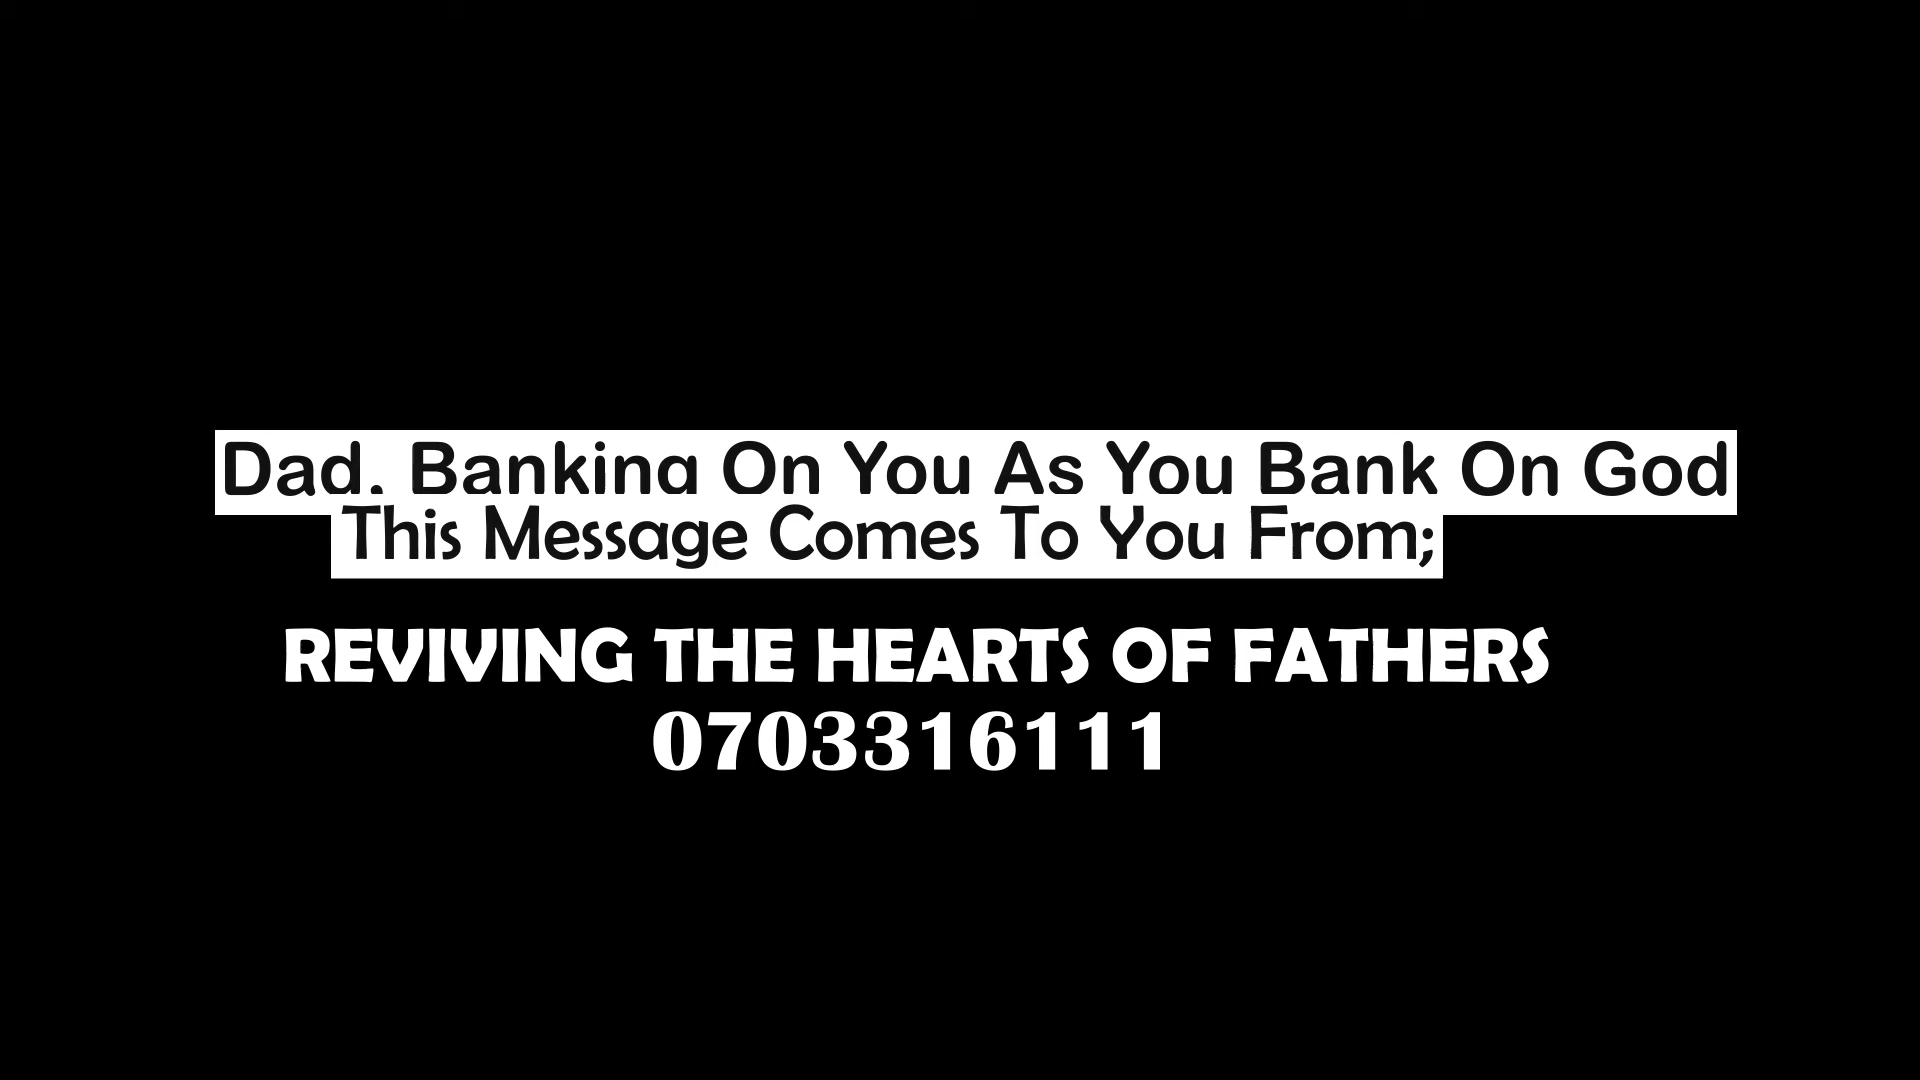 Dad, Banking On You As You Bank On God
This Message Comes To You From;
REVIVING THE HEARTS OF FATHERS
0703316111